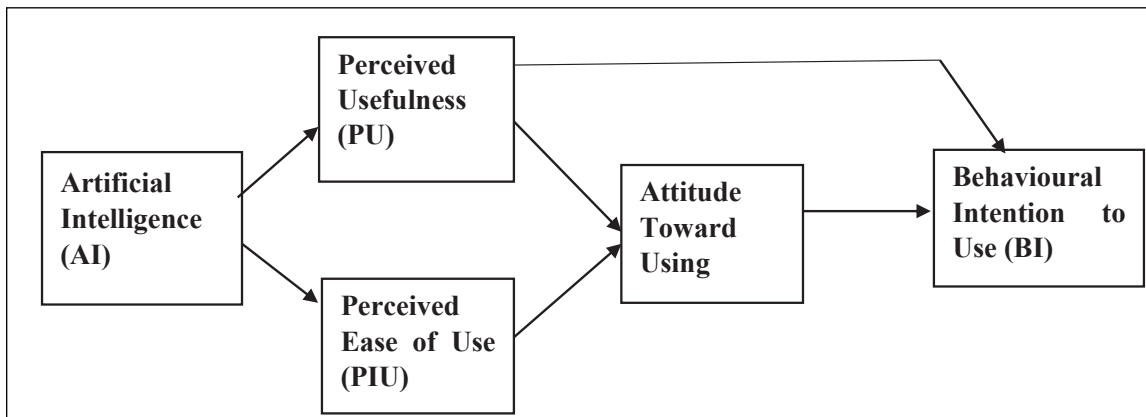 Perceived
Usefulness
(PU)
Artificial
Intelligence
(AI)
Perceived
Ease of Use
(PIU)
Attitude
Toward
Using
Behavioural
Intention to
Use (BI)